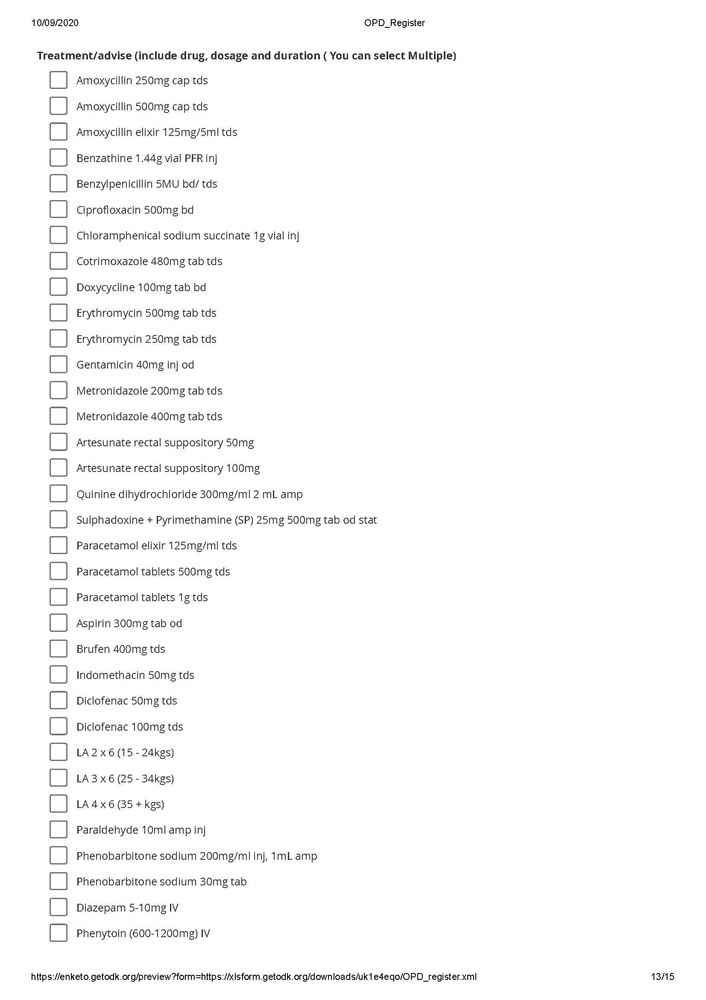 10/09/2020 OPD_Register
Treatment/advise (include drug, dosage and duration ( You can select Multiple)
Amoxycillin 250mg cap tds
Amoxycillin 500mg cap tds
Amoxycillin elixir 125mg/5ml tds
Benzathine 1.44g vial PFR inj
Benzylpenicillin 5MU bd/ tds
Ciprofloxacin 500mg bd
Chloramphenical sodium succinate 1g vial inj
Cotrimoxazole 480mg tab tds
Doxycycline 100mg tab bd
Erythromycin 500mg tab tds
Erythromycin 250mg tab tds
Gentamicin 40mg inj od
Metronidazole 200mg tab tds
Metronidazole 400mg tab tds
Artesunate rectal suppository 50mg
Artesunate rectal suppository 100mg
Quinine dihydrochloride 300mg/ml 2 mL amp
Sulphadoxine + Pyrimethamine (SP) 25mg 500mg tab od stat
Paracetamol elixir 125mg/ml tds
Paracetamol tablets 500mg tds
Paracetamol tablets 1g tds
Aspirin 300mg tab od
Brufen 400mg tds
Indomethacin 50mg tds
Diclofenac 50mg tds
Diclofenac 100mg tds
LA 2 x 6 (15 - 24kgs)
LA 3 x 6 (25 - 34kgs)
LA 4 x 6 (35 + kgs)
Paraldehyde 10ml amp inj
Phenobarbitone sodium 200mg/ml inj, 1mL amp
Phenobarbitone sodium 30mg tab
Diazepam 5-10mg IV
Phenytoin (600-1200mg) IV
https://enketo.getodk.org/preview?form=https://xlsform.getodk.org/downloads/uk1e4eqo/OPD_register.xml 13/15